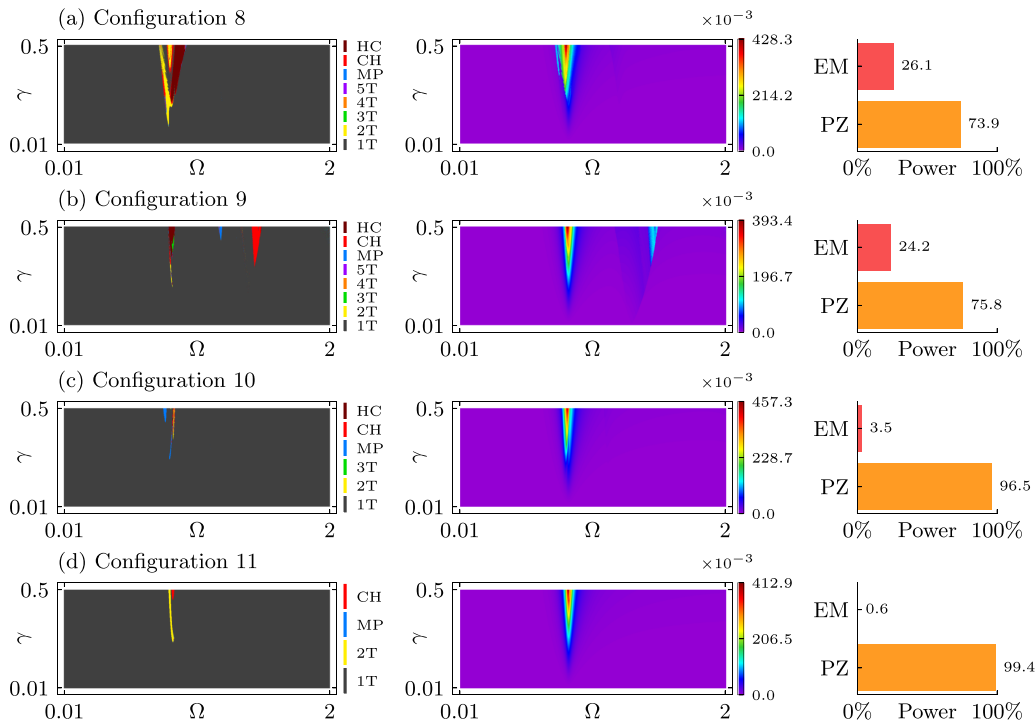 (a) Configuration 8
×10⁻³
0.5
γ
0.01
0.01
Ω
2
HC
CH
MP
5T
4T
3T
2T
1T
0.5
γ
0.01
0.01
Ω
2
428.3
214.2
0.0
EM
26.1
PZ
73.9
0%
Power
100%
(b) Configuration 9
×10⁻³
0.5
γ
0.01
0.01
Ω
2
HC
CH
MP
5T
4T
3T
2T
1T
0.5
γ
0.01
0.01
Ω
2
393.4
196.7
0.0
EM
24.2
PZ
75.8
0%
Power
100%
(c) Configuration 10
×10⁻³
0.5
γ
0.01
0.01
Ω
2
HC
CH
MP
3T
2T
1T
0.5
γ
0.01
0.01
Ω
2
457.3
228.7
0.0
EM
3.5
PZ
96.5
0%
Power
100%
(d) Configuration 11
×10⁻³
0.5
γ
0.01
0.01
Ω
2
CH
MP
2T
1T
0.5
γ
0.01
0.01
Ω
2
412.9
206.5
0.0
EM
0.6
PZ
99.4
0%
Power
100%